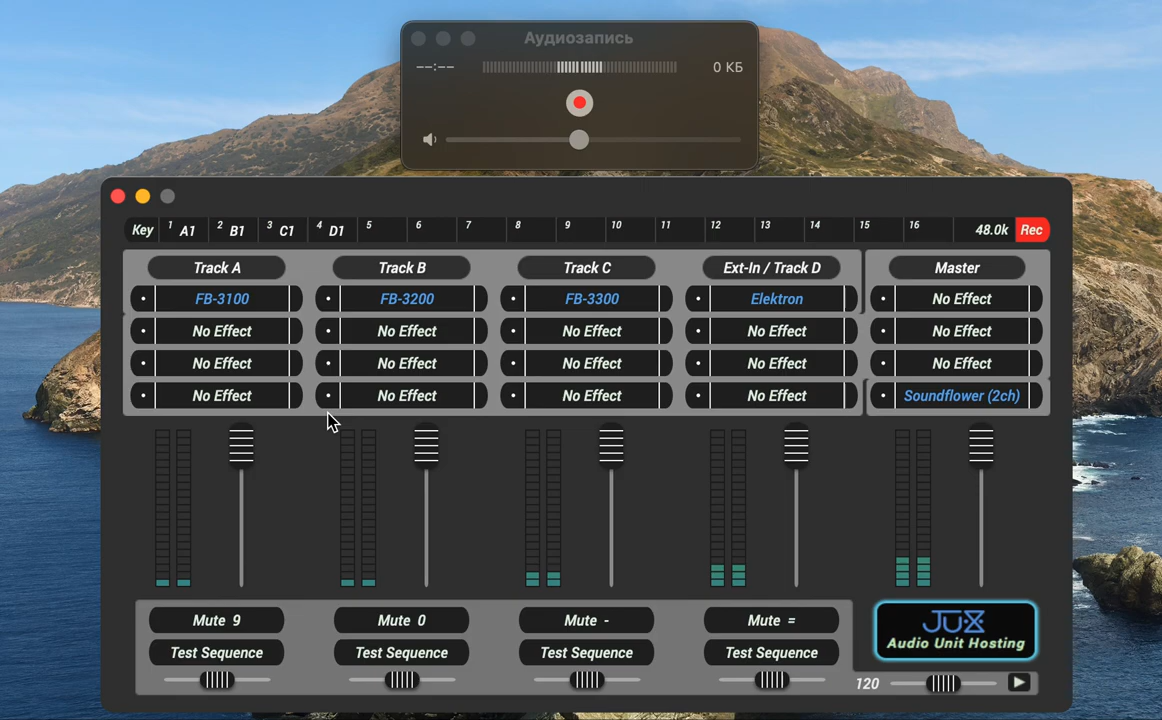 Аудиозапись
--:-- 0 КБ
Key 1 A1 2 B1 3 C1 4 D1 5 6 7 8 9 10 11 12 13 14 15 16 48.0k Rec
Track A Track B Track C Ext-In / Track D Master
FB-3100 FB-3200 FB-3300 Elektron No Effect
No Effect No Effect No Effect No Effect No Effect
No Effect No Effect No Effect No Effect No Effect
No Effect No Effect No Effect No Effect Soundflower (2ch)
Mute 9 Mute 0 Mute - Mute =
JUX
Audio Unit Hosting
Test Sequence Test Sequence Test Sequence Test Sequence
120